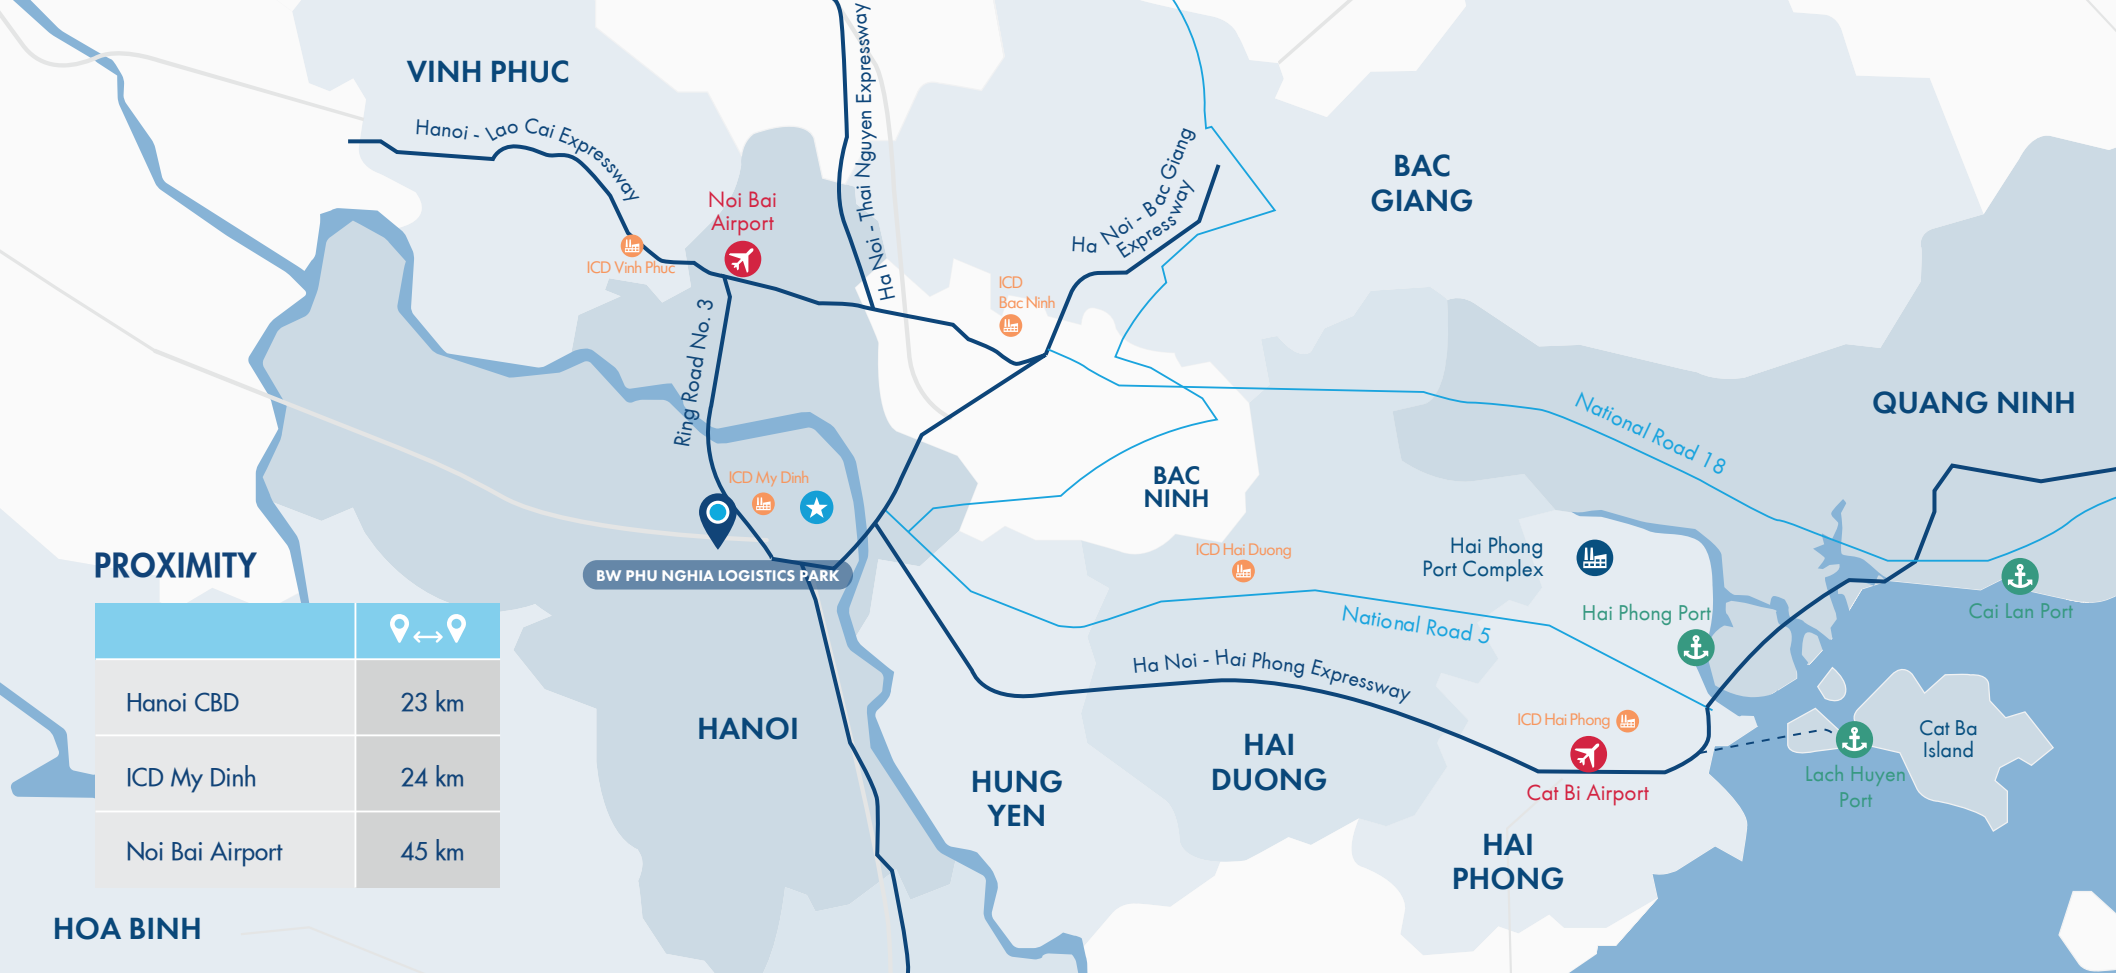 VINH PHUC
Hanoi - Lao Cai Expressway
Ha Noi - Thai Nguyen Expressway
Ha Noi - Bac Giang
Expressway
BAC
GIANG
Noi Bai
Airport
ICD Vinh Phuc
ICD
Bac Ninh
Ring Road No. 3
QUANG NINH
National Road 18
ICD My Dinh
BAC
NINH
BW PHU NGHIA LOGISTICS PARK
ICD Hai Duong
Hai Phong
Port Complex
Hai Phong Port
Cai Lan Port
National Road 5
Ha Noi - Hai Phong Expressway
PROXIMITY
Hanoi CBD 23 km
ICD My Dinh 24 km
Noi Bai Airport 45 km
HANOI
HUNG
YEN
HAI
DUONG
ICD Hai Phong
Cat Bi Airport
Cat Ba
Island
Lach Huyen
Port
HAI
PHONG
HOA BINH